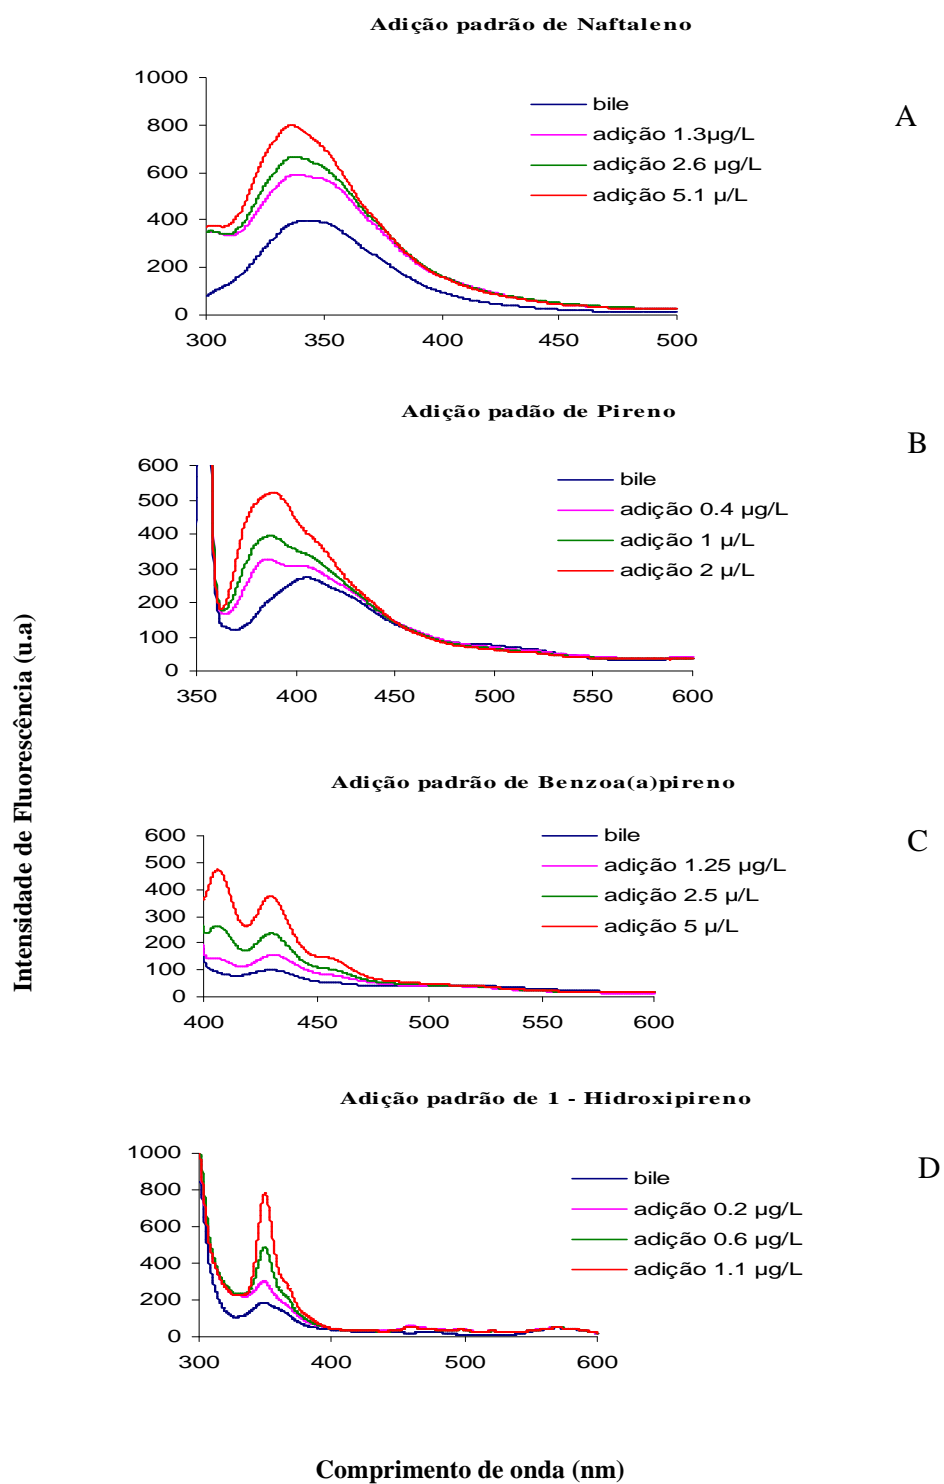 Adição padrão de Naftaleno
A
1000
800
600
400
200
0
300 350 400 450 500
bile
adição 1.3µg/L
adição 2.6 µg/L
adição 5.1 µ/L
Adição padão de Pireno
B
600
500
400
300
200
100
0
350 400 450 500 550 600
bile
adição 0.4 µg/L
adição 1 µ/L
adição 2 µ/L
Intensidade de Fluorescência (u.a)
Adição padrão de Benzoa(a)pireno
C
600
500
400
300
200
100
0
400 450 500 550 600
bile
adição 1.25 µg/L
adição 2.5 µ/L
adição 5 µ/L
Adição padrão de 1 - Hidroxipireno
D
1000
800
600
400
200
0
300 400 500 600
bile
adição 0.2 µg/L
adição 0.6 µg/L
adição 1.1 µg/L
Comprimento de onda (nm)